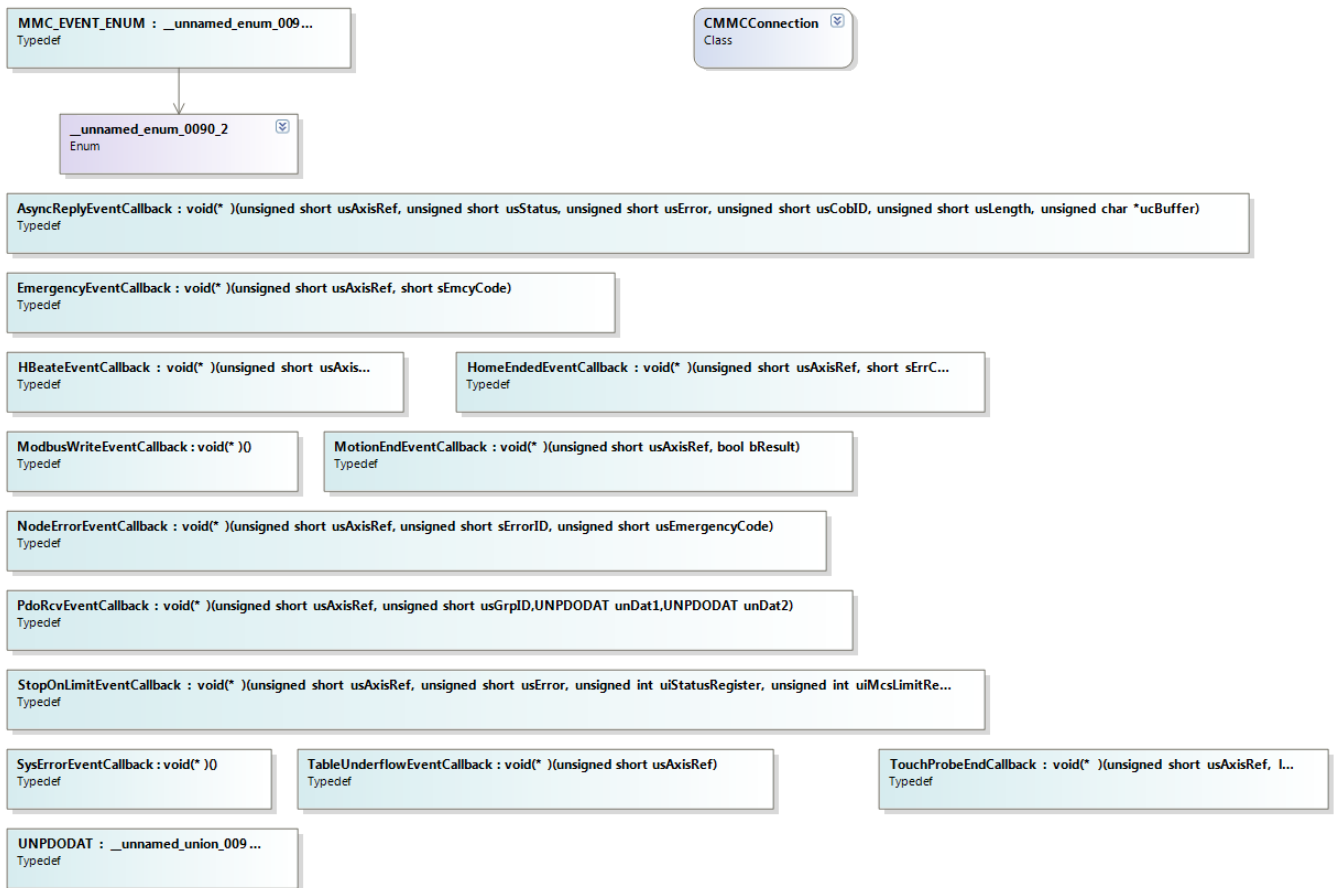 MMC_EVENT_ENUM : __unnamed_enum_009...
Typedef
CMMCConnection
Class
__unnamed_enum_0090_2
Enum
AsyncReplyEventCallback : void(* )(unsigned short usAxisRef, unsigned short usStatus, unsigned short usError, unsigned short usCobID, unsigned short usLength, unsigned char *ucBuffer)
Typedef
EmergencyEventCallback : void(* )(unsigned short usAxisRef, short sEmcyCode)
Typedef
HBeateEventCallback : void(* )(unsigned short usAxis...
Typedef
HomeEndedEventCallback : void(* )(unsigned short usAxisRef, short sErrC...
Typedef
ModbusWriteEventCallback : void(* )()
Typedef
MotionEndEventCallback : void(* )(unsigned short usAxisRef, bool bResult)
Typedef
NodeErrorEventCallback : void(* )(unsigned short usAxisRef, unsigned short sErrorID, unsigned short usEmergencyCode)
Typedef
PdoRcvEventCallback : void(* )(unsigned short usAxisRef, unsigned short usGrpID,UNPDODAT unDat1,UNPDODAT unDat2)
Typedef
StopOnLimitEventCallback : void(* )(unsigned short usAxisRef, unsigned short usError, unsigned int uiStatusRegister, unsigned int uiMcsLimitRe...
Typedef
SysErrorEventCallback : void(* )()
Typedef
TableUnderflowEventCallback : void(* )(unsigned short usAxisRef)
Typedef
TouchProbeEndCallback : void(* )(unsigned short usAxisRef, l...
Typedef
UNPDODAT : __unnamed_union_009...
Typedef